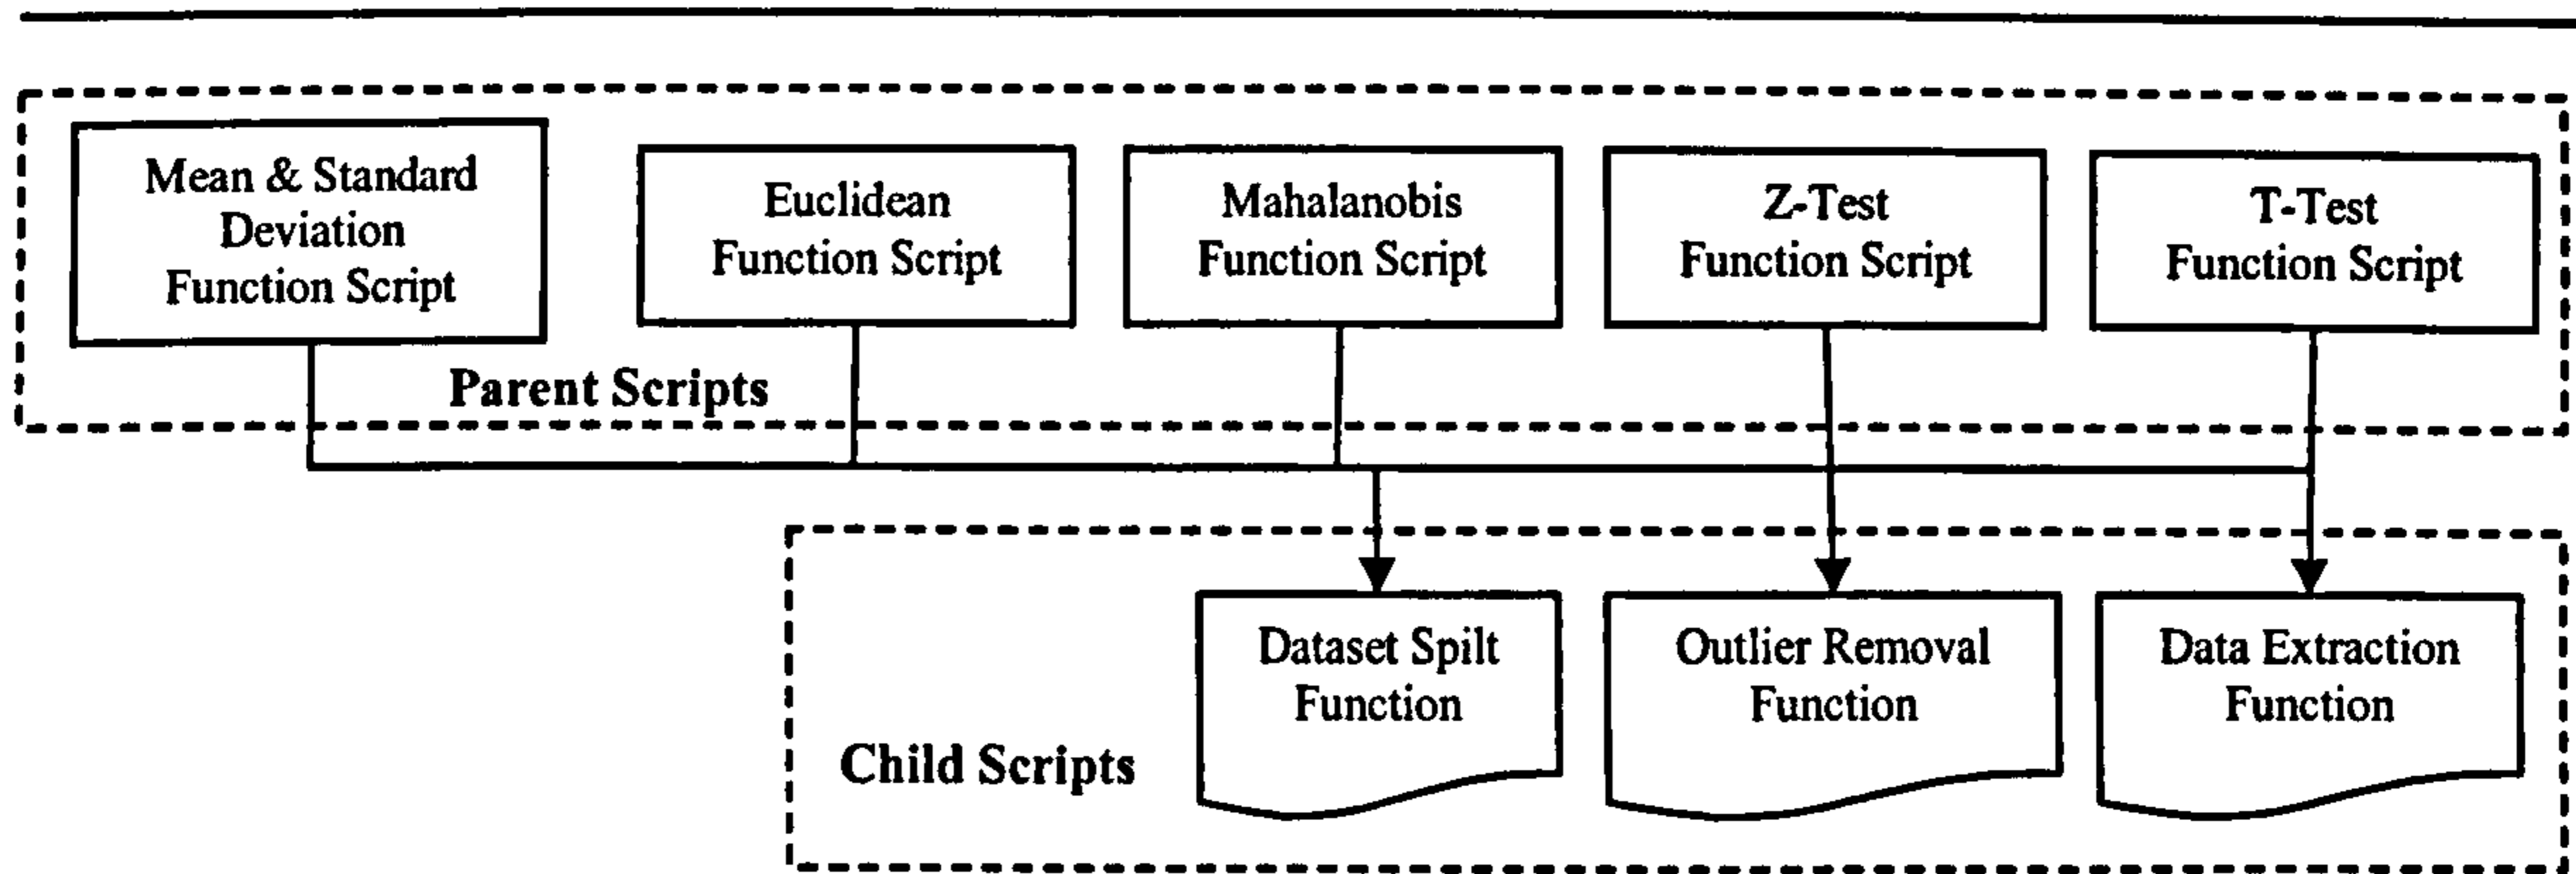 Mean & Standard
Deviation
Function Script
Euclidean
Function Script
Mahalanobis
Function Script
Z-Test
Function Script
T-Test
Function Script
Parent Scripts
Dataset Spilt
Function
Outlier Removal
Function
Data Extraction
Function
Child Scripts